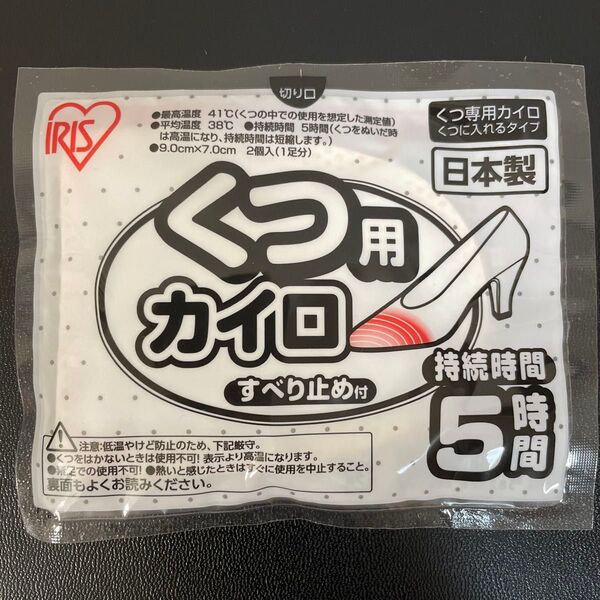 切り口
IRIS
●最高温度 41℃(くつの中での使用を想定した測定値)
●平均温度 38℃ ●持続時間 5時間(くつをぬいだ時
は高温になり、持続時間は短縮します。)
●9.0cm×7.0cm 2個入(1足分)
くつ専用カイロ
くつに入れるタイプ
日本製
くつ用
カイロ
すべり止め付
持続時間
5時間
注意:低温やけど防止のため、下記厳守。
●くつをはかないときは使用不可!表示より高温になります。
での使用不可! ●熱いと感じたときはすぐに使用を中止すること。
裏面もよくお読みください。